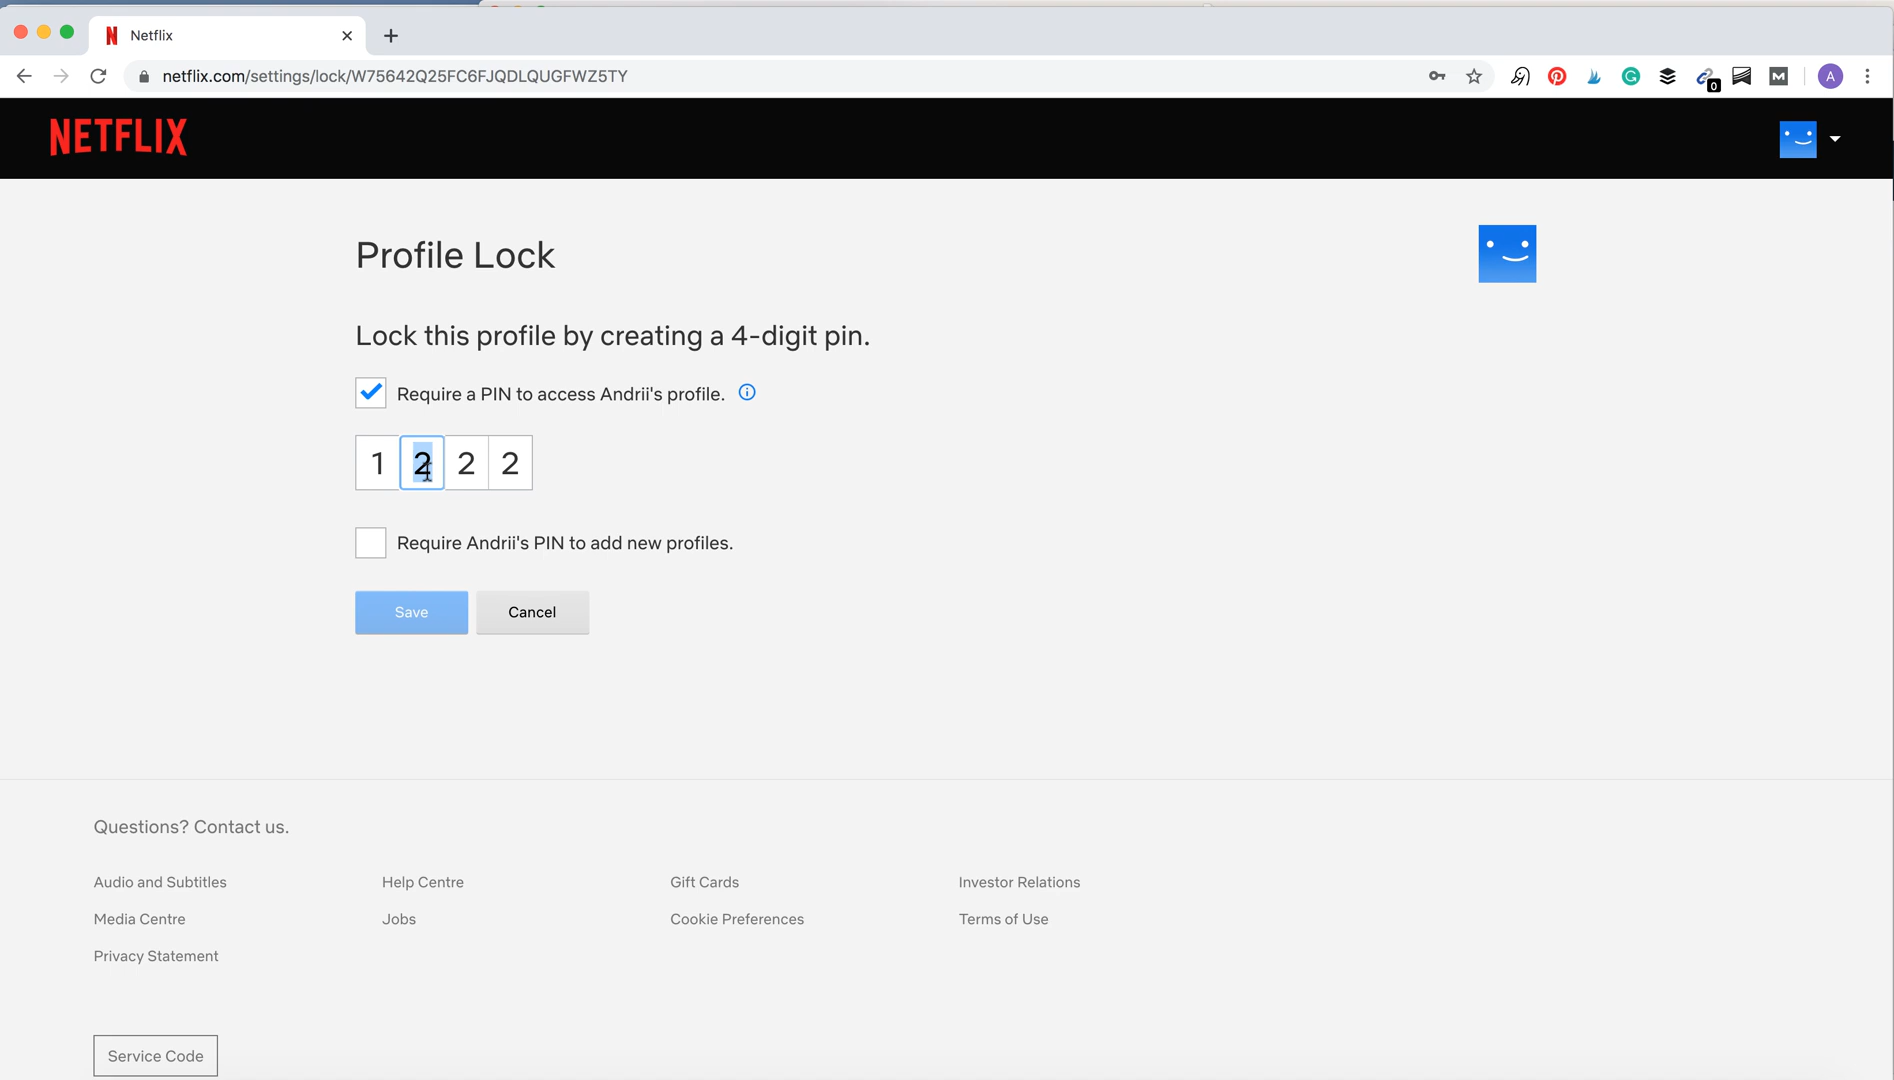 Netflix
netflix.com/settings/lock/W75642Q25FC6FJQDLQUGFWZ5TY
0
A
NETFLIX
Profile Lock
Lock this profile by creating a 4-digit pin.
Require a PIN to access Andrii's profile.
1 2 2 2
Require Andrii's PIN to add new profiles.
Save Cancel
Questions? Contact us.
Audio and Subtitles Help Centre Gift Cards Investor Relations
Media Centre Jobs Cookie Preferences Terms of Use
Privacy Statement
Service Code